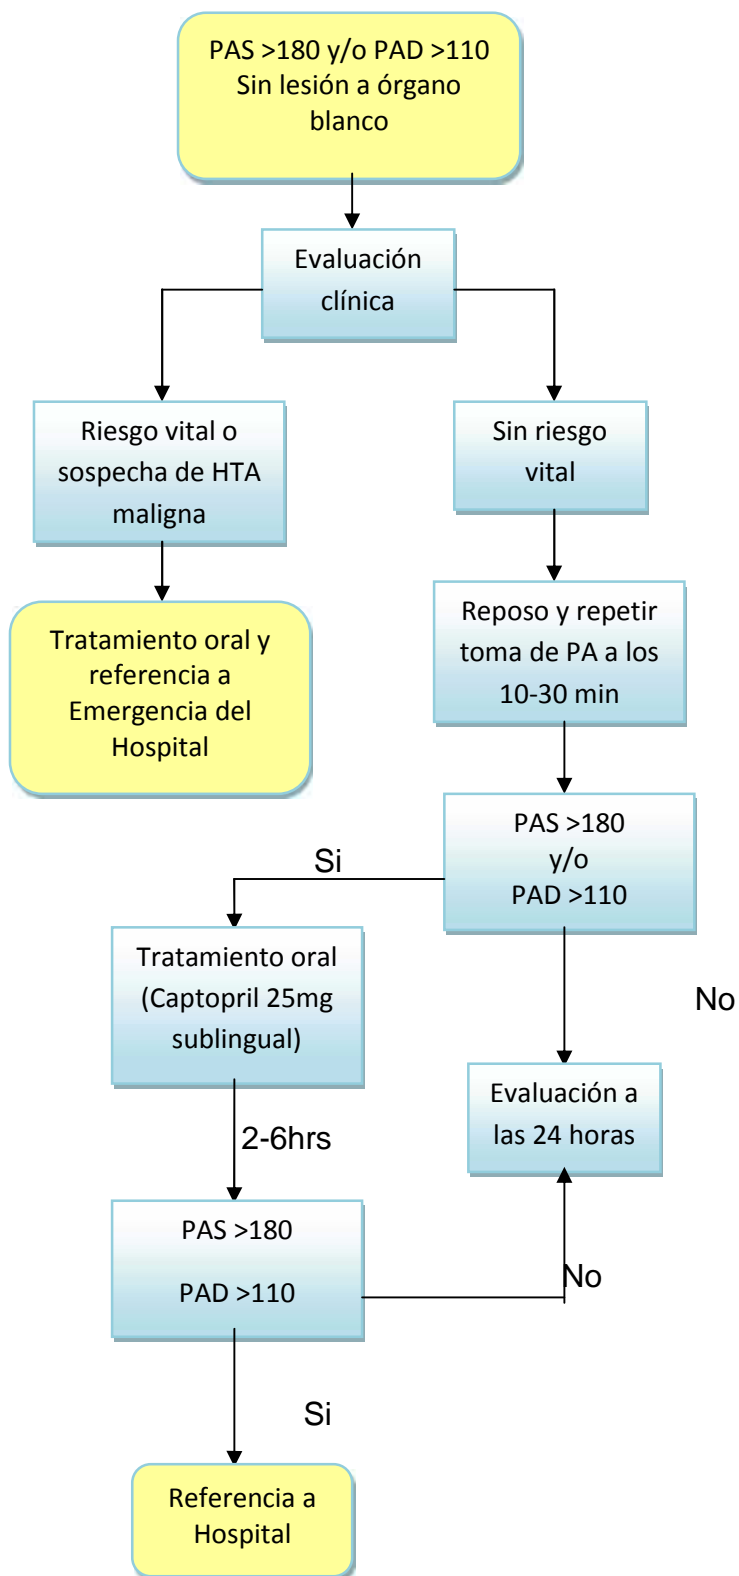 PAS >180 y/o PAD >110
Sin lesión a órgano
blanco
Evaluación
clínica
Riesgo vital o
sospecha de HTA
maligna
Sin riesgo
vital
Tratamiento oral y
referencia a
Emergencia del
Hospital
Reposo y repetir
toma de PA a los
10-30 min
PAS >180
y/o
PAD >110
Si
No
Tratamiento oral
(Captopril 25mg
sublingual)
Evaluación a
las 24 horas
2-6hrs
PAS >180
PAD >110
No
Si
Referencia a
Hospital